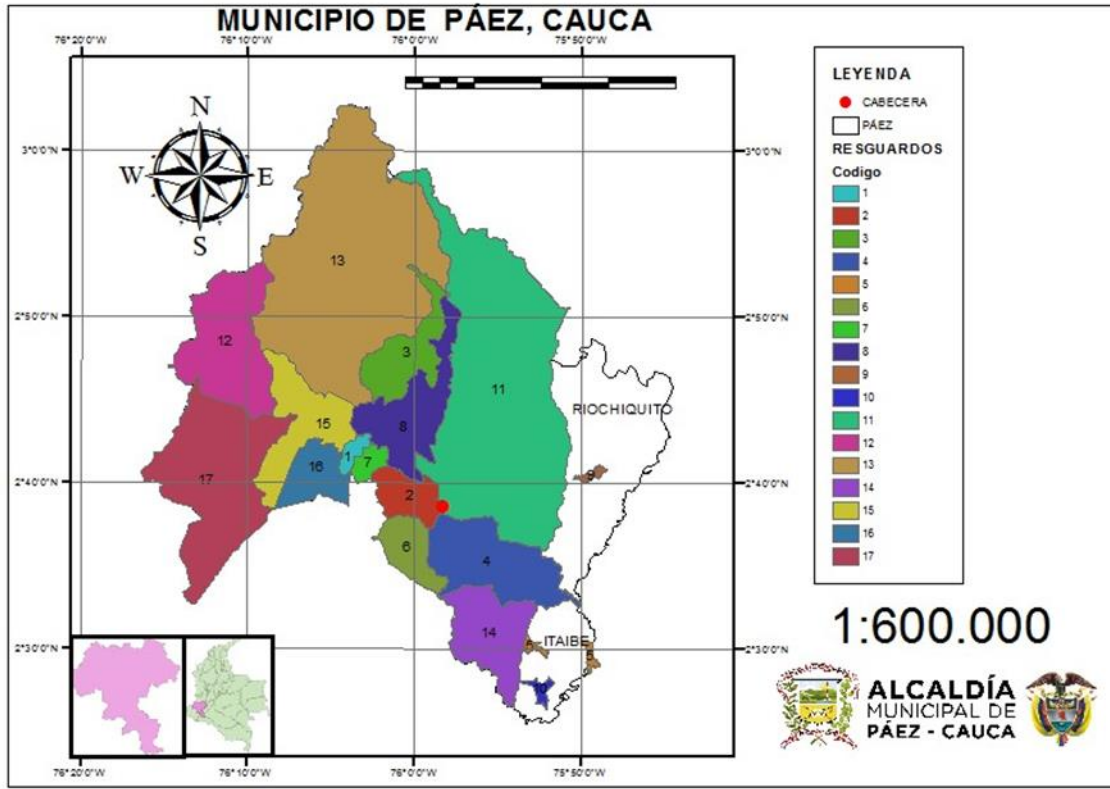 MUNICIPIO DE PÁEZ, CAUCA
76°20'0"W 76°10'0"W 76°0'0"W 75°50'0"W
N
W E
S
3°0'0"N 3°0'0"N
2°50'0"N 2°50'0"N
2°40'0"N 2°40'0"N
2°30'0"N 2°30'0"N
13
12
3
11
RIOCHIQUITO
15
8
1
7
16
17
9
2
6
4
14
ITAIBE
5
5
10
76°20'0"W 76°10'0"W 76°0'0"W 75°50'0"W
LEYENDA
CABECERA
PÁEZ
RESGUARDOS
Codigo
1
2
3
4
5
6
7
8
9
10
11
12
13
14
15
16
17
1:600.000
ALCALDÍA
MUNICIPAL DE
PÁEZ - CAUCA